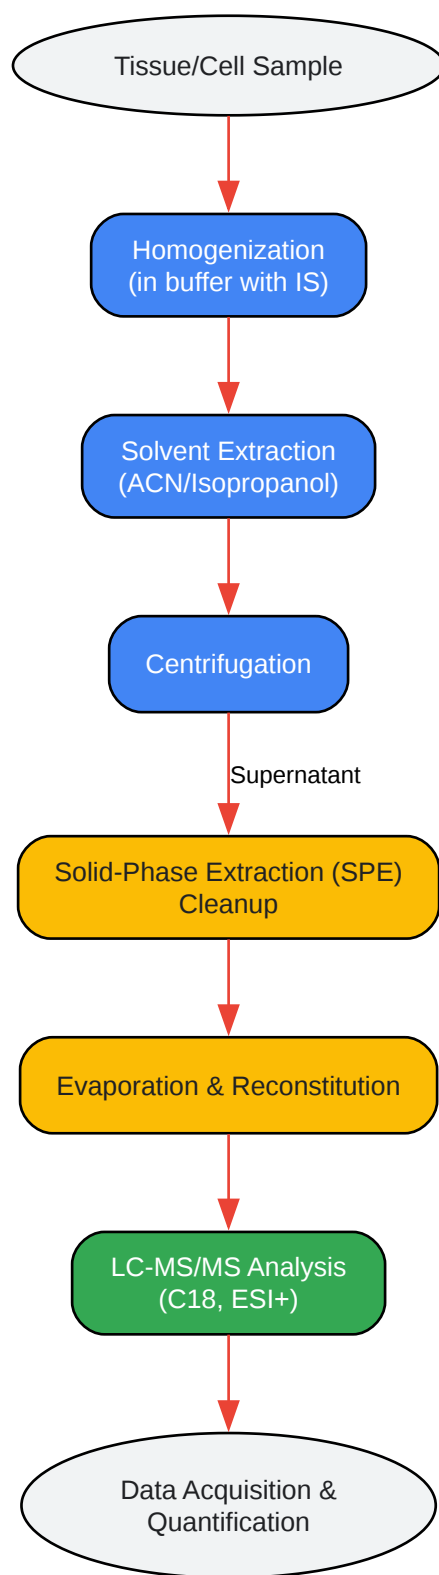 Tissue/Cell Sample
Homogenization
(in buffer with IS)
Solvent Extraction
(ACN/Isopropanol)
Centrifugation
Supernatant
Solid-Phase Extraction (SPE)
Cleanup
Evaporation & Reconstitution
LC-MS/MS Analysis
(C18, ESI+)
Data Acquisition &
Quantification